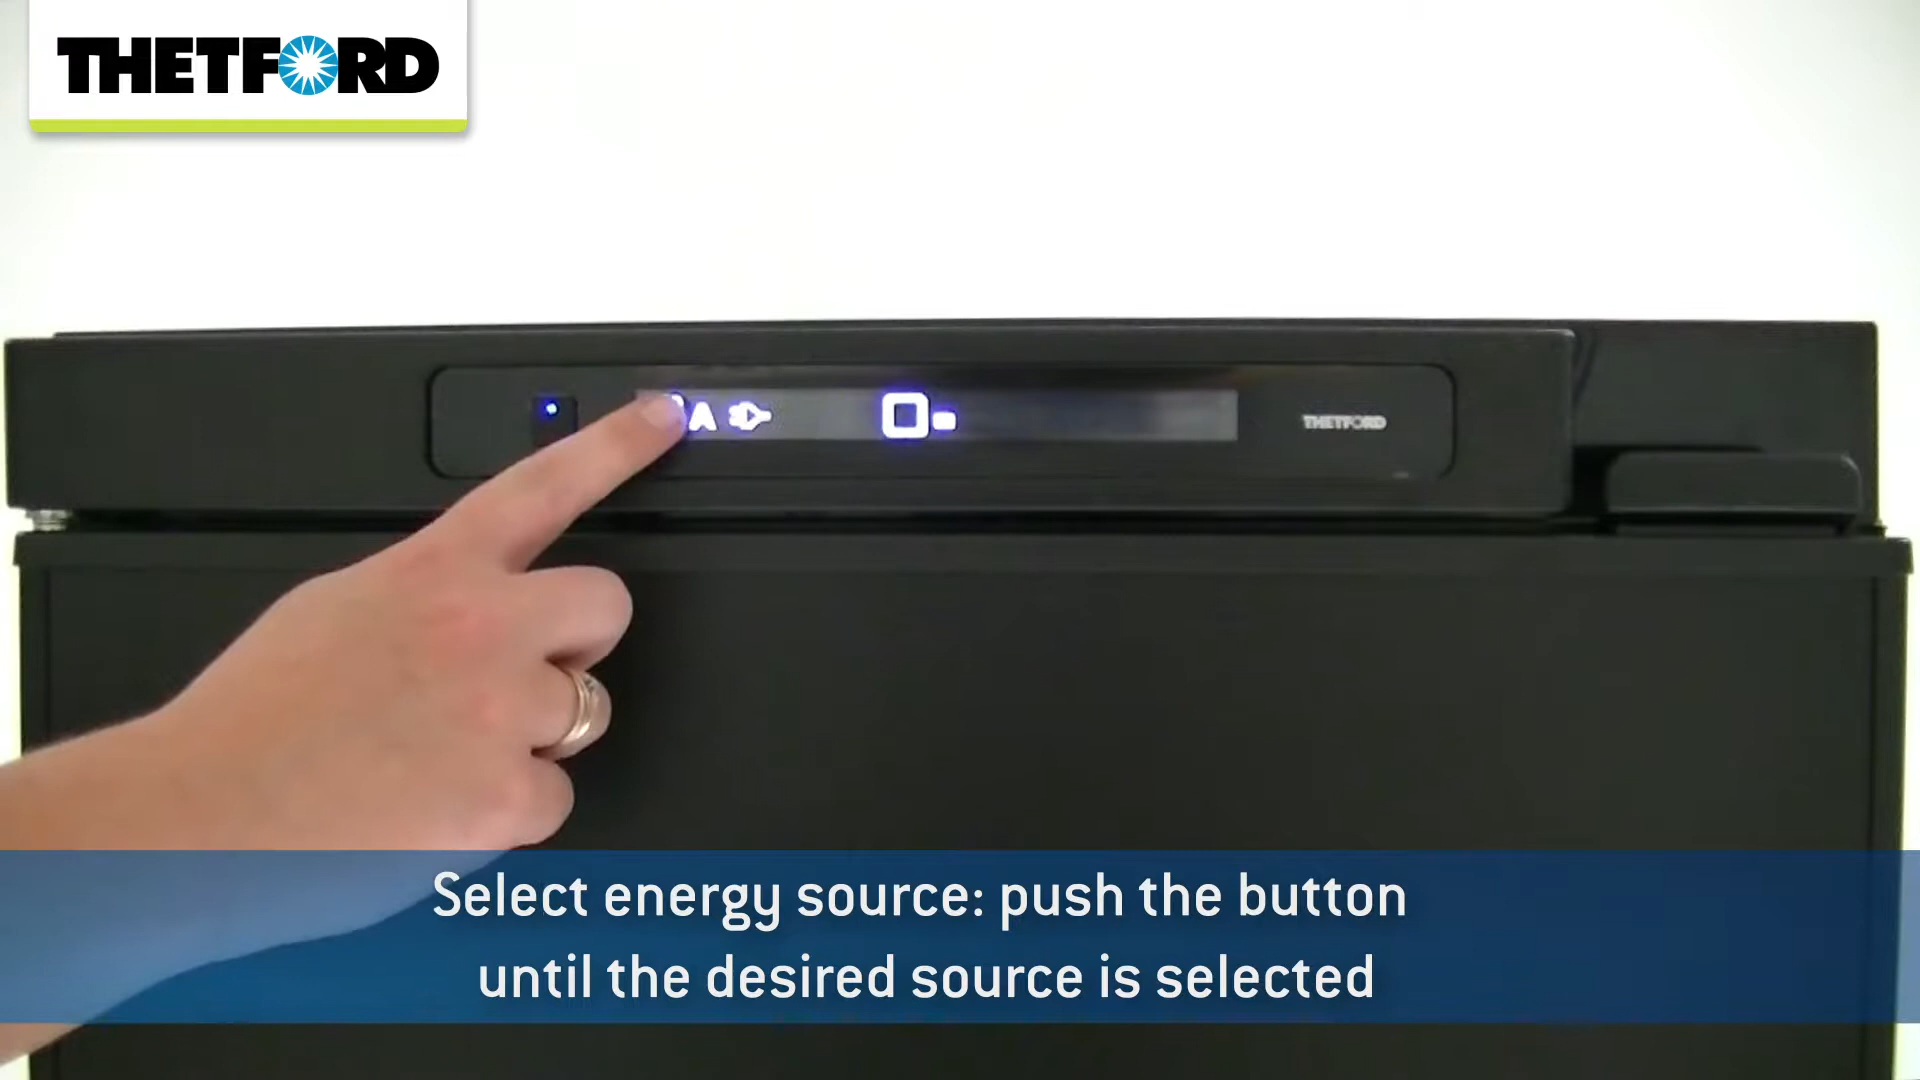 THETFORD
A
THETFORD
Select energy source: push the button
until the desired source is selected